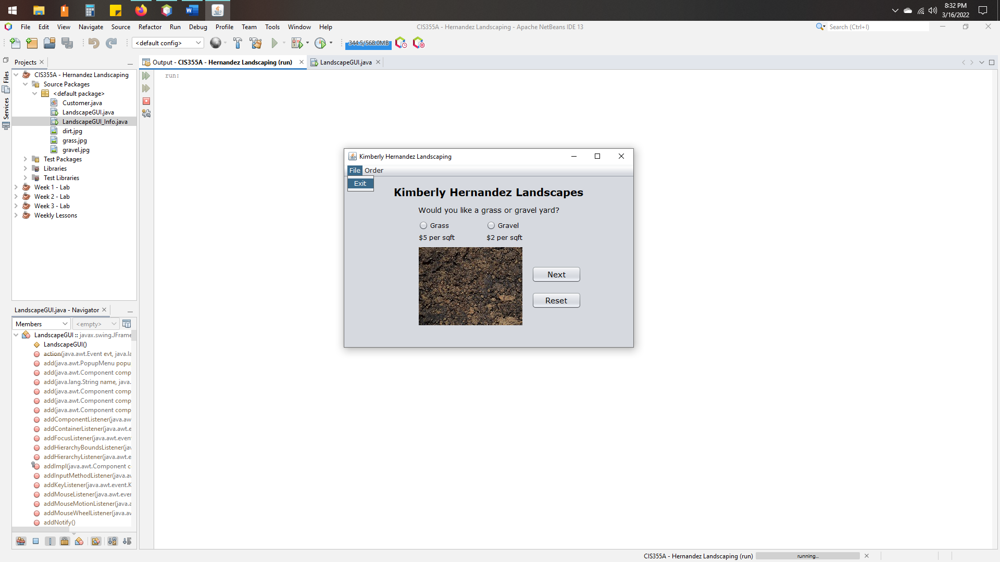 8:32 PM
3/16/2022
File Edit View Navigate Source Refactor Run Debug Profile Team Tools Window Help
CIS355A - Hernandez Landscaping - Apache NetBeans IDE 13
Search (Ctrl+I)
<default config>
344.5/568.0MB
Projects
Output - CIS355A - Hernandez Landscaping (run)
LandscapeGUI.java
Files
Services
CIS355A - Hernandez Landscaping
Source Packages
<default package>
Customer.java
LandscapeGUI.java
LandscapeGUI_Info.java
dirt.jpg
grass.jpg
gravel.jpg
Test Packages
Libraries
Test Libraries
Week 1 - Lab
Week 2 - Lab
Week 3 - Lab
Weekly Lessons
run:
Kimberly Hernandez Landscaping
File Order
Exit
Kimberly Hernandez Landscapes
Would you like a grass or gravel yard?
Grass Gravel
$5 per sqft $2 per sqft
Next
Reset
LandscapeGUI.java - Navigator
Members <empty>
LandscapeGUI :: javax.swing.JFrame
LandscapeGUI()
action(java.awt.Event evt, java.la
add(java.awt.PopupMenu popu
add(java.awt.Component comp
add(java.lang.String name, java.
add(java.awt.Component comp
add(java.awt.Component comp
add(java.awt.Component comp
addComponentListener(java.aw
addContainerListener(java.awt.e
addFocusListener(java.awt.event
addHierarchyBoundsListener(jav
addHierarchyListener(java.awt.e
addImpl(java.awt.Component c
addInputMethodListener(java.aw
addKeyListener(java.awt.event.K
addMouseListener(java.awt.even
addMouseMotionListener(java.a
addMouseWheelListener(java.aw
addNotify()
CIS355A - Hernandez Landscaping (run)
running...